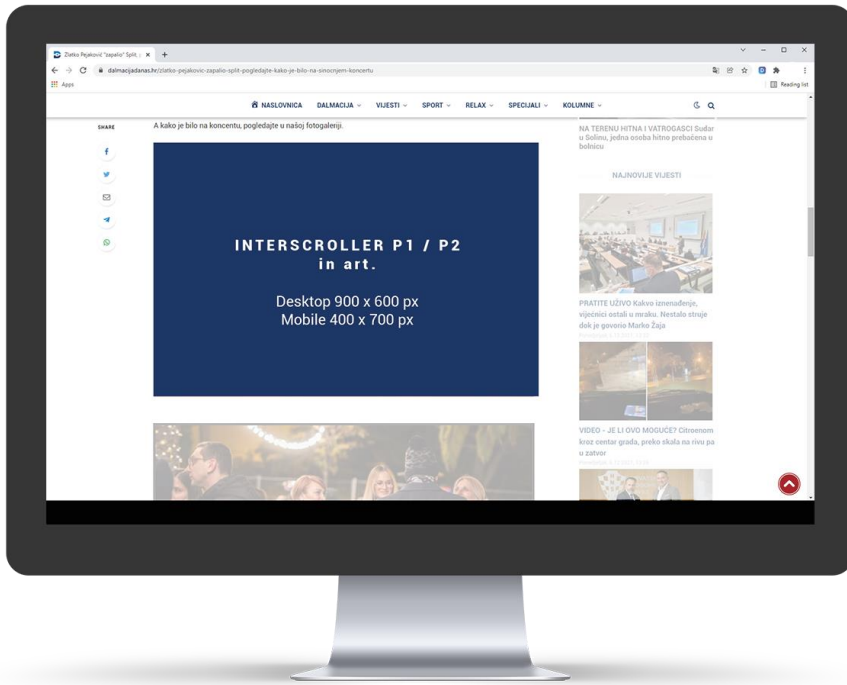 Zlatko Pejaković "zapalio" Split, :
dalmacijadanas.hr/zlatko-pejakovic-zapalio-split-pogledajte-kako-je-bilo-na-sinocnjem-koncertu
Apps
Reading list
NASLOVNICA DALMACIJA VIJESTI SPORT RELAX SPECIJALI KOLUMNE
SHARE
A kako je bilo na koncentu, pogledajte u našoj fotogaleriji.
INTERSCROLLER P1 / P2
in art.
Desktop 900 x 600 px
Mobile 400 x 700 px
NA TERENU HITNA I VATROGASCI Sudar
u Solinu, jedna osoba hitno prebačena u
bolnicu
NAJNOVIJE VIJESTI
PRATITE UŽIVO Kakvo iznenađenje,
vijećnici ostali u mraku. Nestalo struje
dok je govorio Marko Žaja
VIDEO - JE LI OVO MOGUĆE? Citroenom
kroz centar grada, preko skala na rivu pa
u zatvor